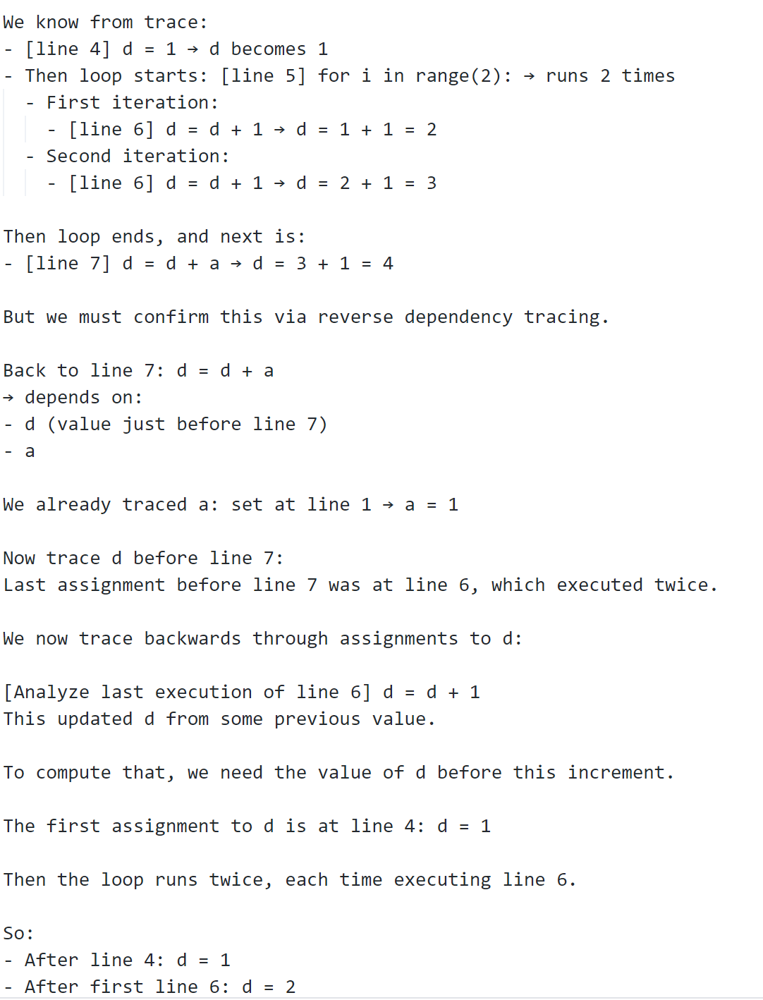 We know from trace:
- [line 4] d = 1 → d becomes 1
- Then loop starts: [line 5] for i in range(2): → runs 2 times
  - First iteration:
    - [line 6] d = d + 1 → d = 1 + 1 = 2
  - Second iteration:
    - [line 6] d = d + 1 → d = 2 + 1 = 3

Then loop ends, and next is:
- [line 7] d = d + a → d = 3 + 1 = 4

But we must confirm this via reverse dependency tracing.

Back to line 7: d = d + a
→ depends on:
- d (value just before line 7)
- a

We already traced a: set at line 1 → a = 1

Now trace d before line 7:
Last assignment before line 7 was at line 6, which executed twice.

We now trace backwards through assignments to d:

[Analyze last execution of line 6] d = d + 1
This updated d from some previous value.

To compute that, we need the value of d before this increment.

The first assignment to d is at line 4: d = 1

Then the loop runs twice, each time executing line 6.

So:
- After line 4: d = 1
- After first line 6: d = 2